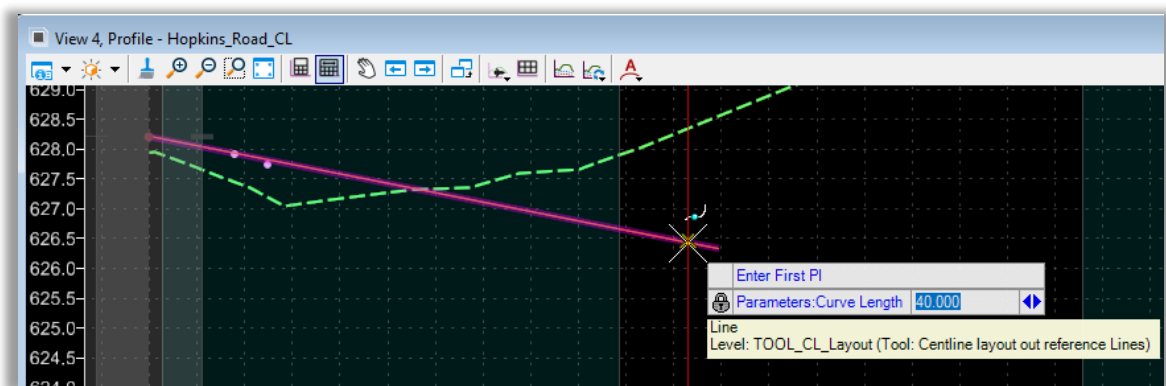 View 4, Profile - Hopkins_Road_CL
629.0
628.5
628.0
627.5
627.0
626.5
626.0
625.5
625.0
624.5
624.0
Enter First PI
Parameters:Curve Length 40.000
Line
Level: TOOL_CL_Layout (Tool: Centline layout out reference Lines)